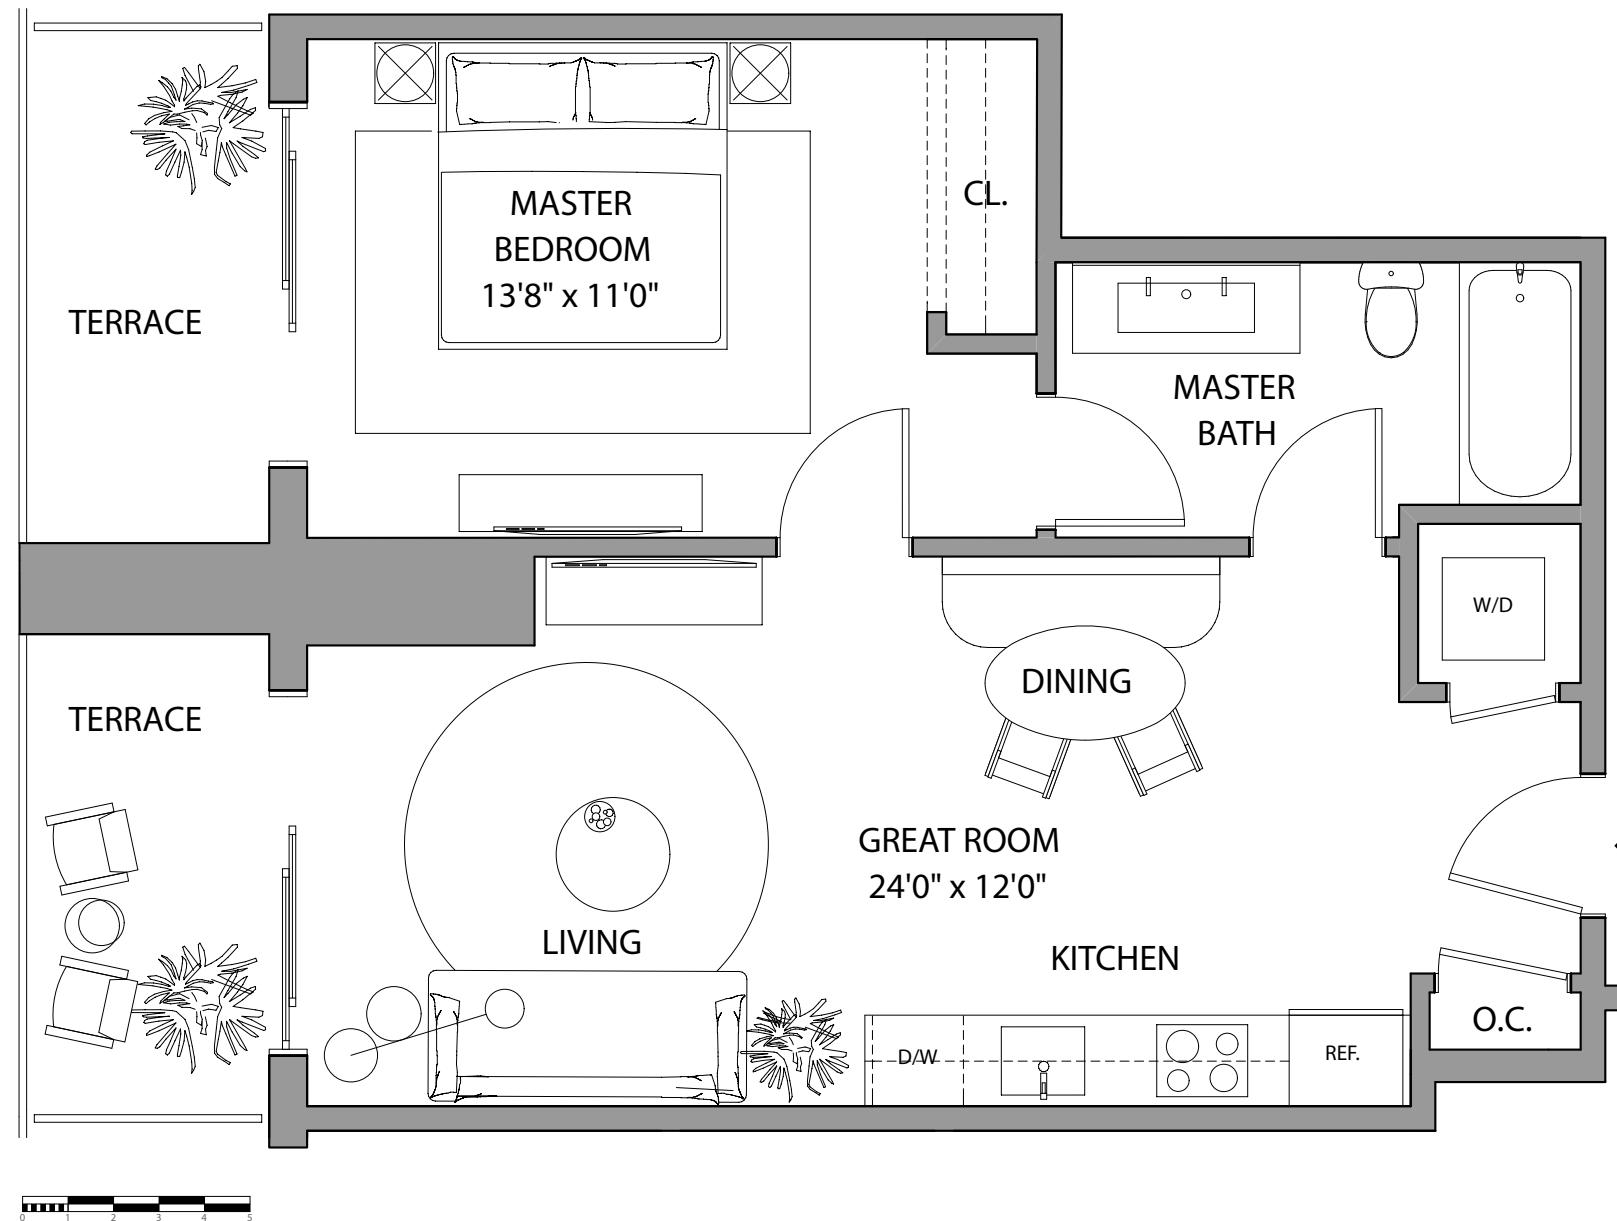 MASTER
BEDROOM
13'8" x 11'0"
CL.
TERRACE
MASTER
BATH
W/D
DINING
TERRACE
GREAT ROOM
24'0" x 12'0"
LIVING
KITCHEN
O.C.
D/W
REF.
0 1 2 3 4 5